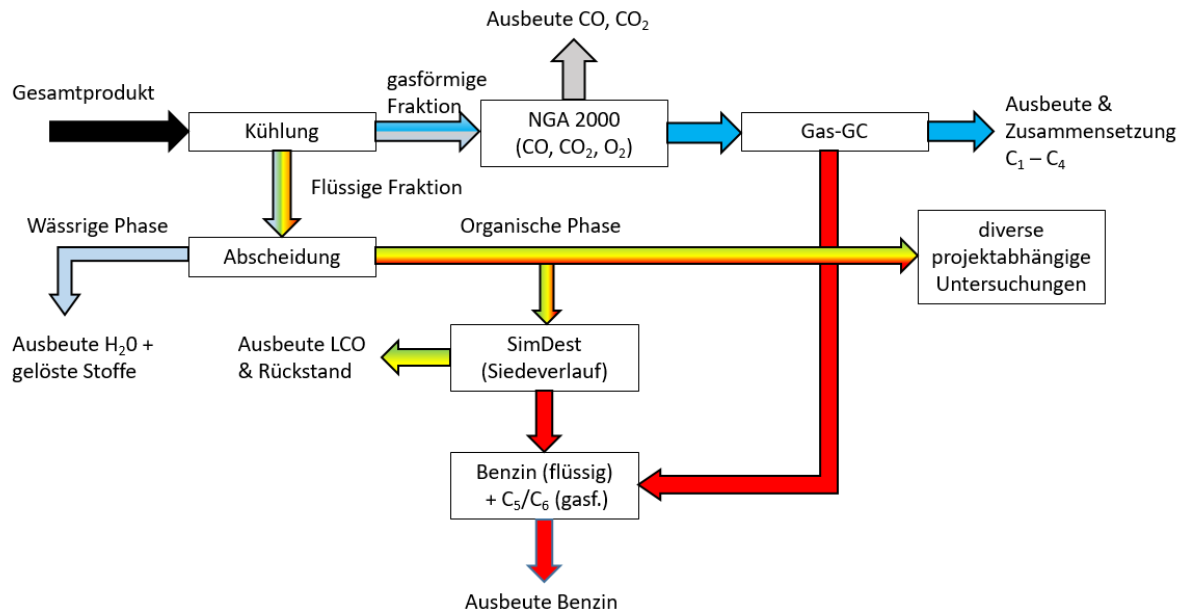 Ausbeute CO, CO₂
Gesamtprodukt
gasförmige
Fraktion
Kühlung
NGA 2000
(CO, CO₂, O₂)
Gas-GC
Ausbeute &
Zusammensetzung
C₁ – C₄
Flüssige Fraktion
Wässrige Phase
Abscheidung
Organische Phase
diverse
projektabhängige
Untersuchungen
Ausbeute H₂0 +
gelöste Stoffe
Ausbeute LCO
& Rückstand
SimDest
(Siedeverlauf)
Benzin (flüssig)
+ C₅/C₆ (gasf.)
Ausbeute Benzin